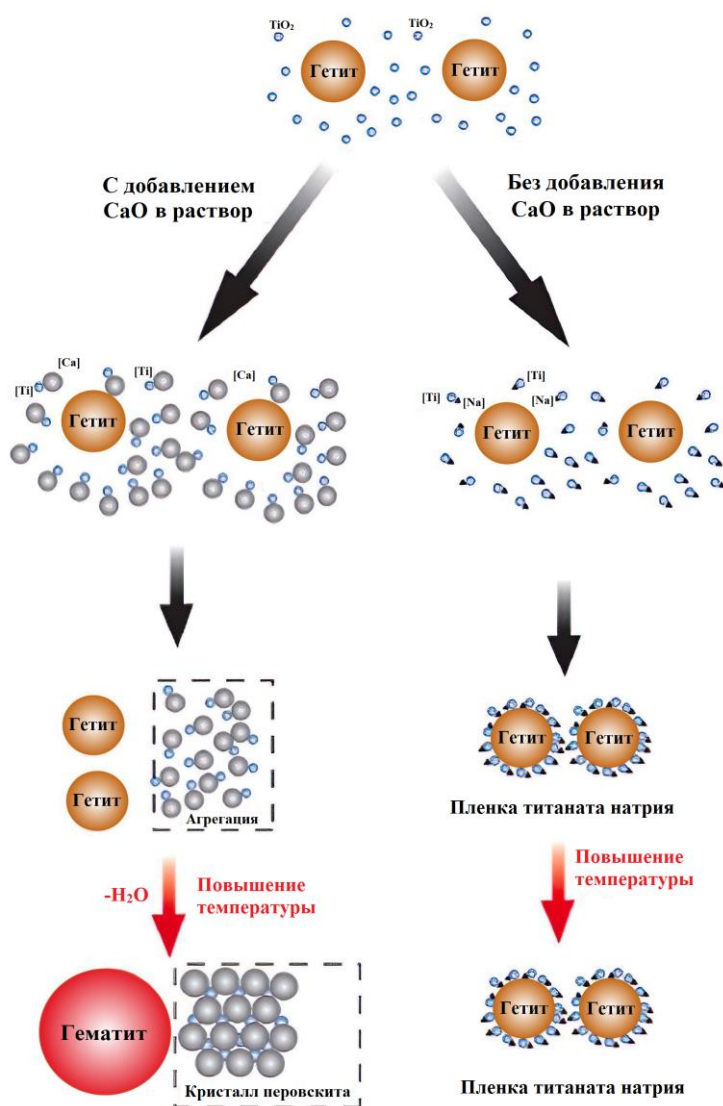 TiO₂ TiO₂
Гетит Гетит
С добавлением
CaO в раствор
Без добавления
CaO в раствор
[Ca] [Ti] [Ca]
[Ti]
Гетит Гетит
[Ti]
[Ti] [Na] [Na]
Гетит Гетит
Гетит
Гетит
Агрегация
Гетит Гетит
Пленка титаната натрия
-H₂O
Повышение
температуры
Повышение
температуры
Гематит
Кристалл перовскита
Гетит Гетит
Пленка титаната натрия